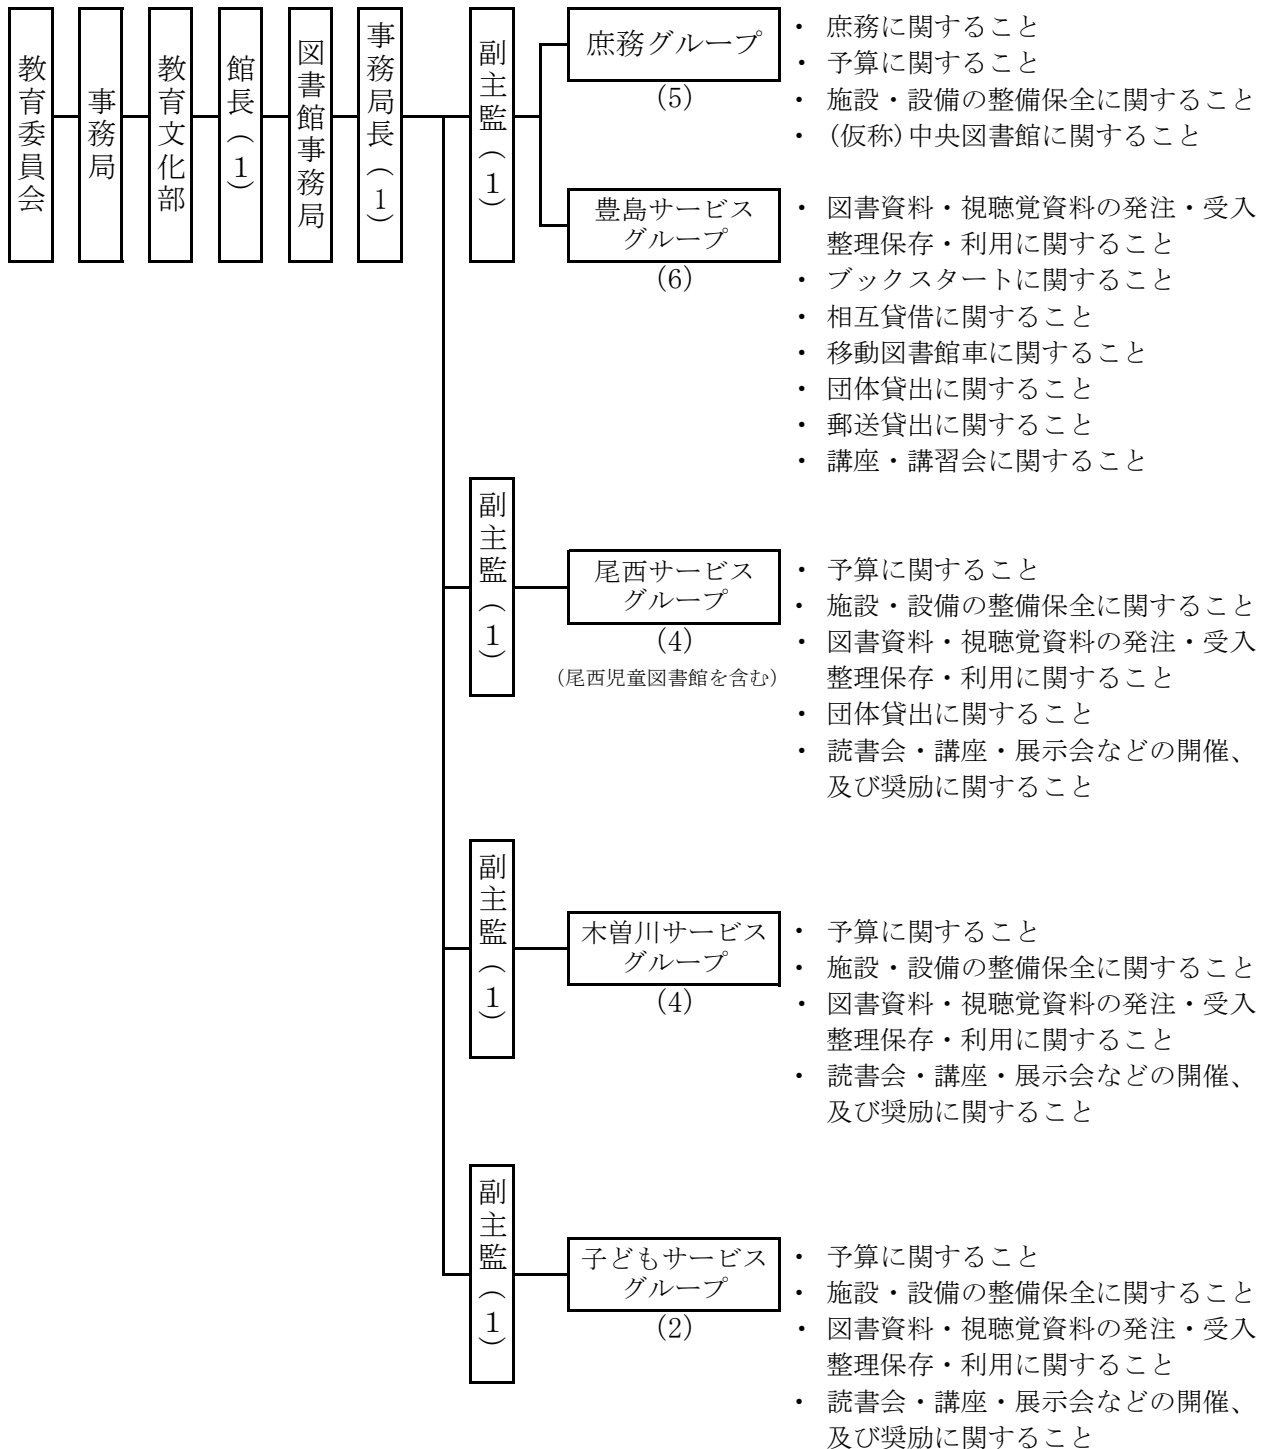 教育委員会
事務局
教育文化部
館長(1)
図書館事務局
事務局長(1)
副主監(1)
庶務グループ
(5)
・ 庶務に関すること
・ 予算に関すること
・ 施設・設備の整備保全に関すること
・ (仮称)中央図書館に関すること
豊島サービス
グループ
(6)
・ 図書資料・視聴覚資料の発注・受入
整理保存・利用に関すること
・ ブックスタートに関すること
・ 相互貸借に関すること
・ 移動図書館車に関すること
・ 団体貸出に関すること
・ 郵送貸出に関すること
・ 講座・講習会に関すること
副主監(1)
尾西サービス
グループ
(4)
(尾西児童図書館を含む)
・ 予算に関すること
・ 施設・設備の整備保全に関すること
・ 図書資料・視聴覚資料の発注・受入
整理保存・利用に関すること
・ 団体貸出に関すること
・ 読書会・講座・展示会などの開催、
及び奨励に関すること
副主監(1)
木曽川サービス
グループ
(4)
・ 予算に関すること
・ 施設・設備の整備保全に関すること
・ 図書資料・視聴覚資料の発注・受入
整理保存・利用に関すること
・ 読書会・講座・展示会などの開催、
及び奨励に関すること
副主監(1)
子どもサービス
グループ
(2)
・ 予算に関すること
・ 施設・設備の整備保全に関すること
・ 図書資料・視聴覚資料の発注・受入
整理保存・利用に関すること
・ 読書会・講座・展示会などの開催、
及び奨励に関すること